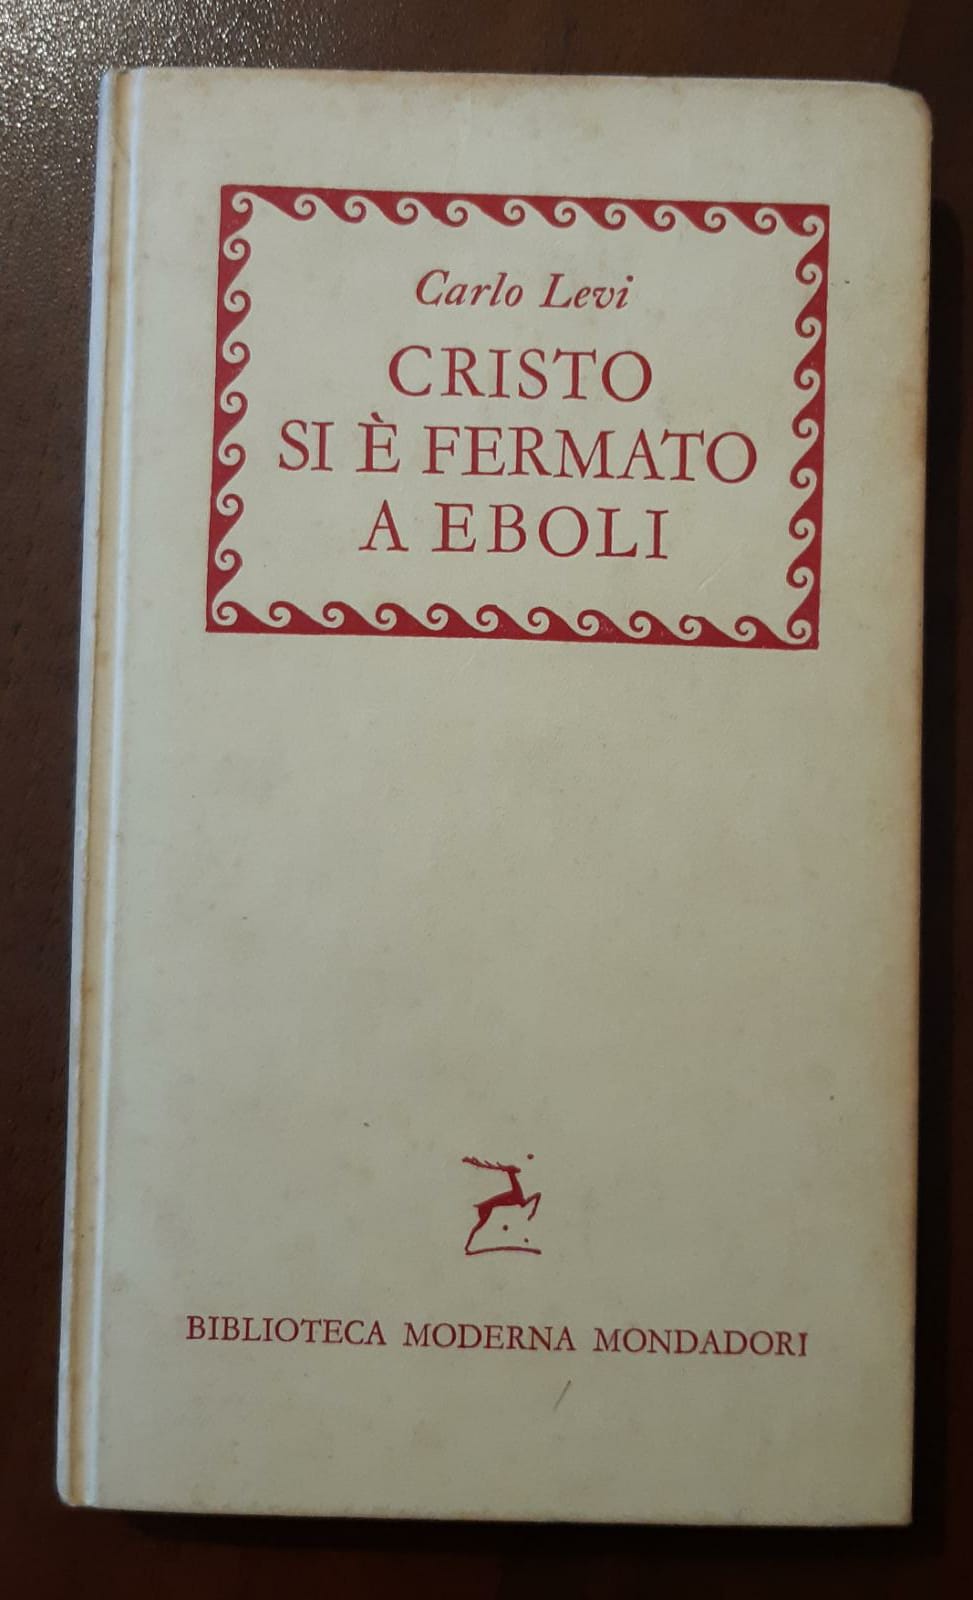 Carlo Levi
CRISTO
SI È FERMATO
A EBOLI
BIBLIOTECA MODERNA MONDADORI